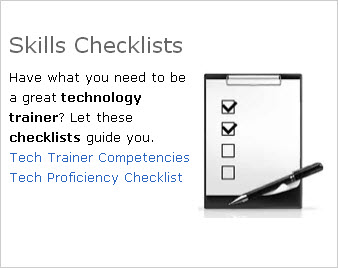 Skills Checklists
Have what you need to be
a great technology
trainer? Let these
checklists guide you.
Tech Trainer Competencies
Tech Proficiency Checklist